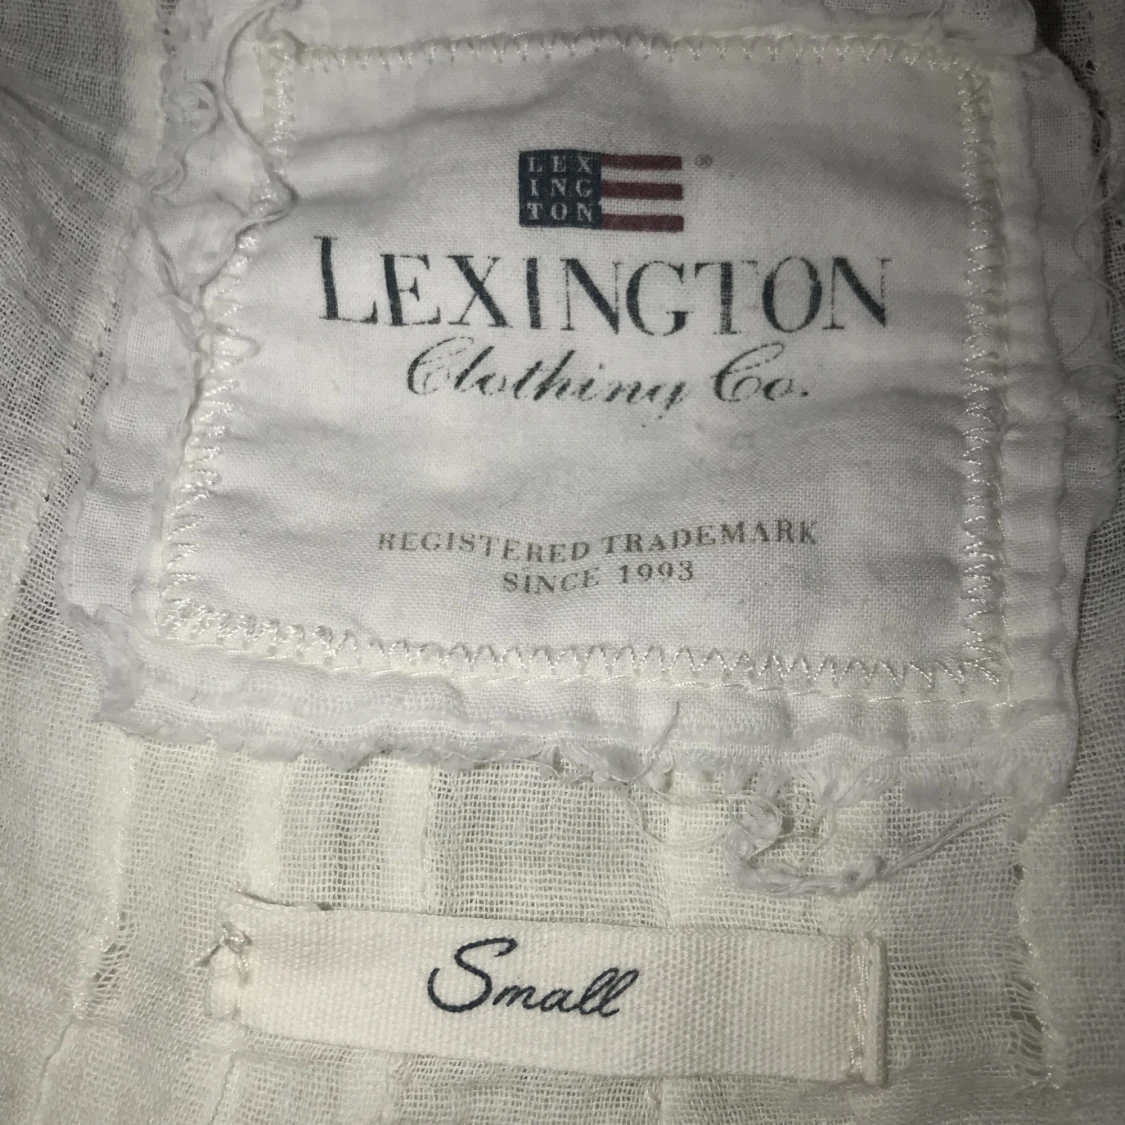 LEX
ING
TON
®
LEXINGTON
Clothing Co.
REGISTERED TRADEMARK
SINCE 1993
Small